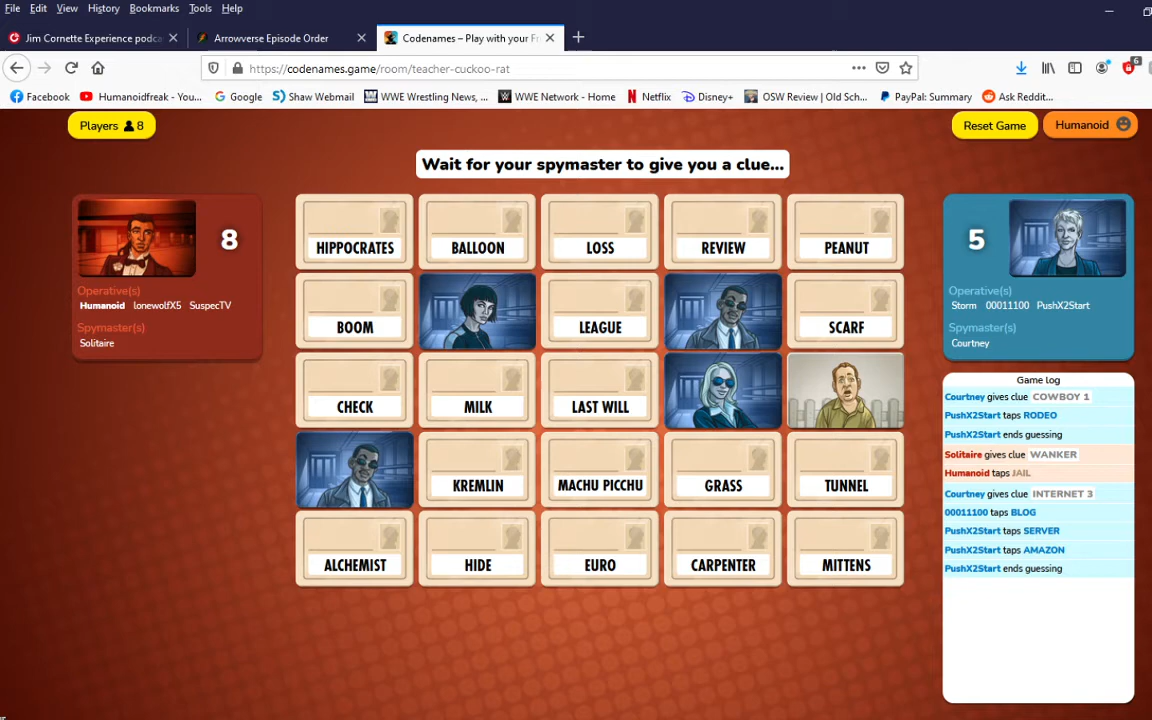 File Edit View History Bookmarks Tools Help
Jim Cornette Experience podca
Arrowverse Episode Order
Codenames – Play with your Fr
https://codenames.game/room/teacher-cuckoo-rat
6
Facebook
Humanoidfreak - You...
Google
Shaw Webmail
WWE Wrestling News, ...
WWE Network - Home
Netflix
Disney+
OSW Review | Old Sch...
PayPal: Summary
Ask Reddit...
Players 8
Reset Game
Humanoid
Wait for your spymaster to give you a clue...
8
Operative(s)
Humanoid lonewolfX5 SuspecTV
Spymaster(s)
Solitaire
HIPPOCRATES
BALLOON
LOSS
REVIEW
PEANUT
BOOM
LEAGUE
SCARF
CHECK
MILK
LAST WILL
KREMLIN
MACHU PICCHU
GRASS
TUNNEL
ALCHEMIST
HIDE
EURO
CARPENTER
MITTENS
5
Operative(s)
Storm 00011100 PushX2Start
Spymaster(s)
Courtney
Game log
Courtney gives clue COWBOY 1
PushX2Start taps RODEO
PushX2Start ends guessing
Solitaire gives clue WANKER
Humanoid taps JAIL
Courtney gives clue INTERNET 3
00011100 taps BLOG
PushX2Start taps SERVER
PushX2Start taps AMAZON
PushX2Start ends guessing